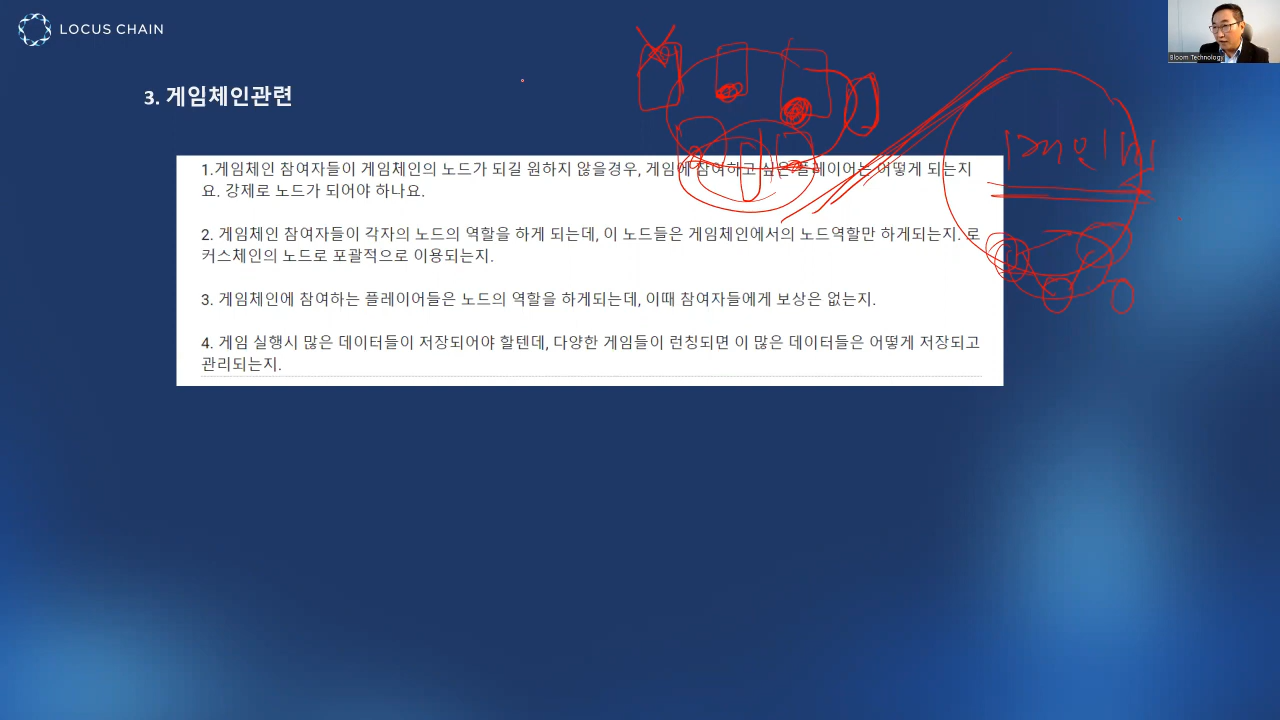 LOCUS CHAIN
Bloom Technology
3. 게임체인관련
1.게임체인 참여자들이 게임체인의 노드가 되길 원하지 않을경우, 게임에 참여하고 싶은 플레이어는 어떻게 되는지
요. 강제로 노드가 되어야 하나요.
2. 게임체인 참여자들이 각자의 노드의 역할을 하게 되는데, 이 노드들은 게임체인에서의 노드역할만 하게되는지. 로
커스체인의 노드로 포괄적으로 이용되는지.
3. 게임체인에 참여하는 플레이어들은 노드의 역할을 하게되는데, 이때 참여자들에게 보상은 없는지.
4. 게임 실행시 많은 데이터들이 저장되어야 할텐데, 다양한 게임들이 런칭되면 이 많은 데이터들은 어떻게 저장되고
관리되는지.